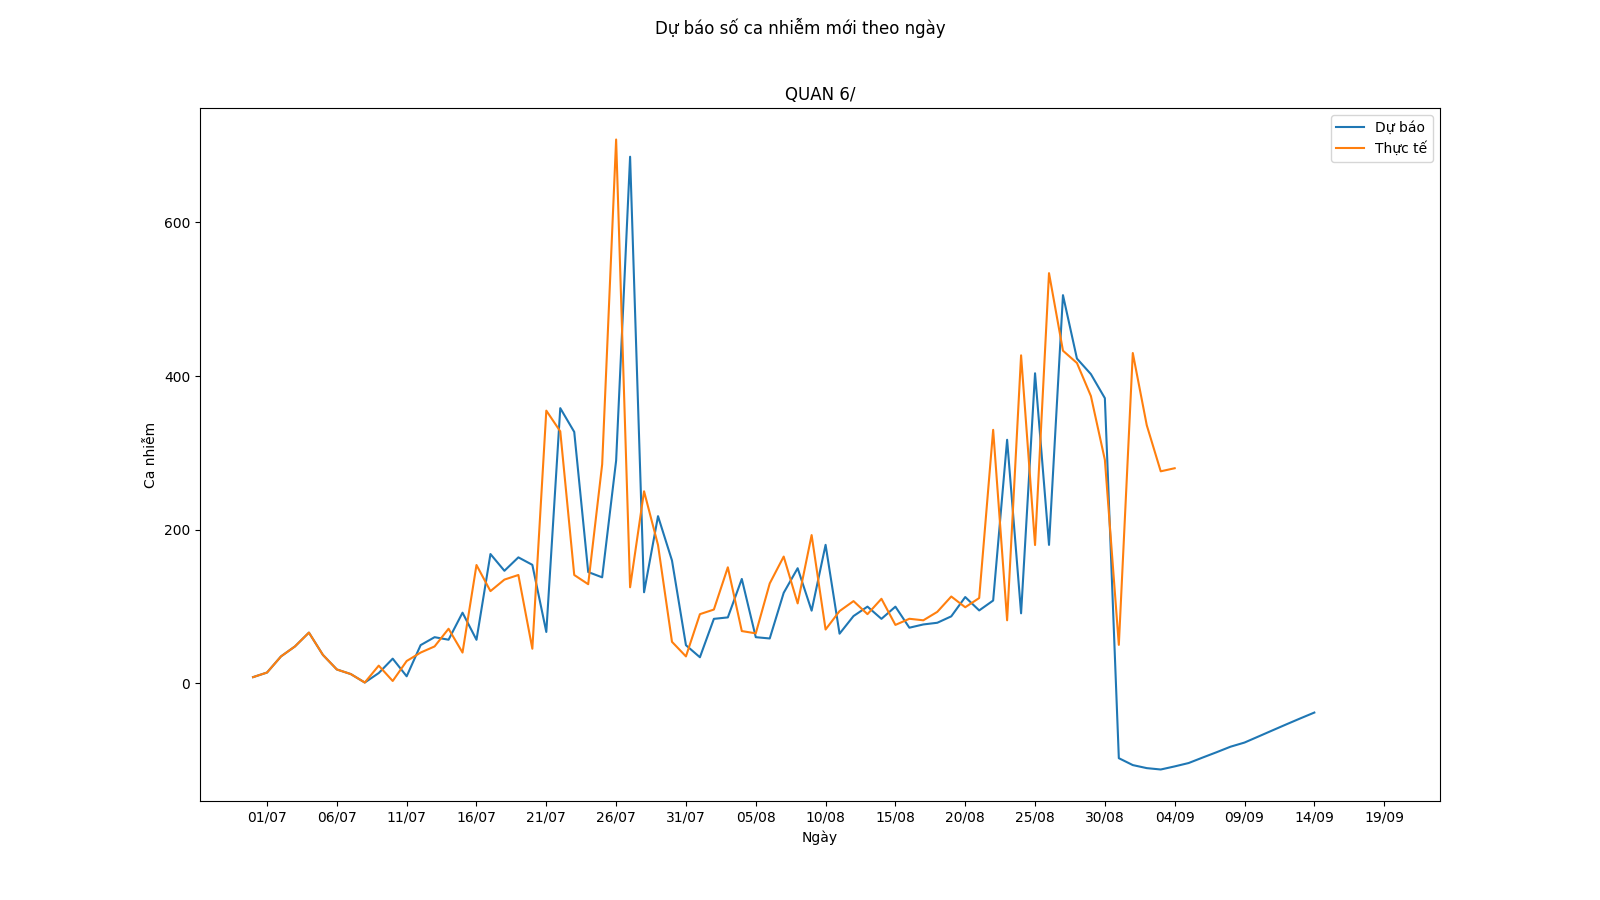 Dự báo số ca nhiễm mới theo ngày
QUAN 6/
Dự báo
Thực tế
Ca nhiễm
600
400
200
0
01/07 06/07 11/07 16/07 21/07 26/07 31/07 05/08 10/08 15/08 20/08 25/08 30/08 04/09 09/09 14/09 19/09
Ngày